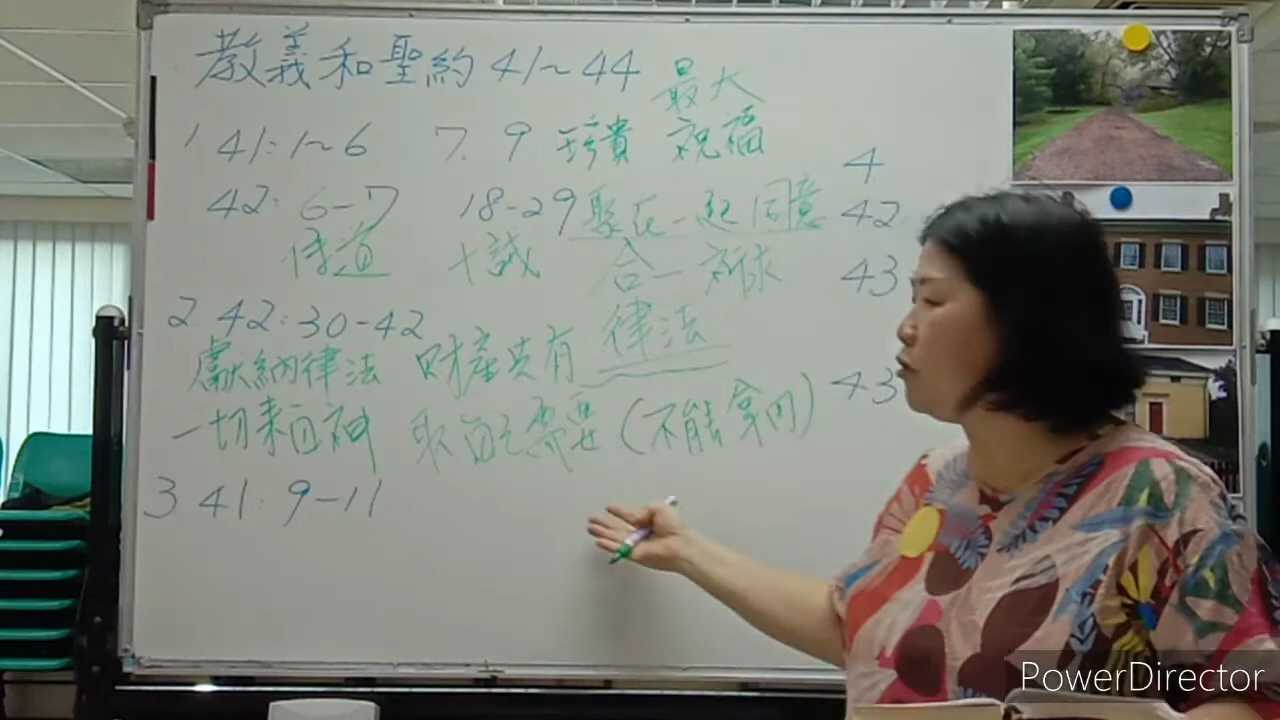 教義和聖約 41~44
最大
1 41:1~6 7. 9 珍貴 祝福
4
42: 6-7 18-29 聚在一起 同意
42
傳道 十誡 合一
43
2 42:30-42 律法
獻納律法 財產共有
43
一切來自神 取自己需要(不能拿回)
3 41: 9-11
PowerDirector